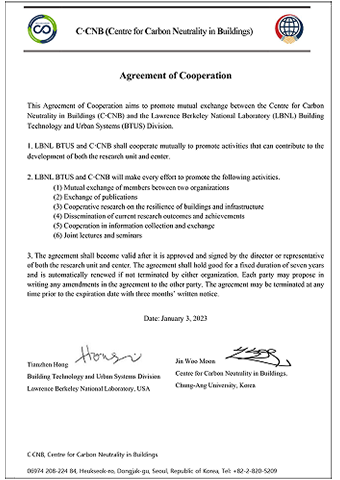 C²CNB (Centre for Carbon Neutrality in Buildings)
Agreement of Cooperation
This Agreement of Cooperation aims to promote mutual exchange between the Centre for Carbon
Neutrality in Buildings (C²CNB) and the Lawrence Berkeley National Laboratory (LBNL) Building
Technology and Urban Systems (BTUS) Division.
1. LBNL BTUS and C²CNB shall cooperate mutually to promote activities that can contribute to the
development of both the research unit and center.
2. LBNL BTUS and C²CNB will make every effort to promote the following activities.
(1) Mutual exchange of members between two organizations
(2) Exchange of publications
(3) Cooperative research on the resilience of buildings and infrastructure
(4) Dissemination of current research outcomes and achievements
(5) Cooperation in information collection and exchange
(6) Joint lectures and seminars
3. The agreement shall become valid after it is approved and signed by the director or representative
of both the research unit and center. The agreement shall hold good for a fixed duration of seven years
and is automatically renewed if not terminated by either organization. Each party may propose in
writing any amendments in the agreement to the other party. The agreement may be terminated at any
time prior to the expiration date with three months' written notice.
Date: January 3, 2023
Tianzhen Hong
Building Technology and Urban Systems Division
Lawrence Berkeley National Laboratory, USA
Jin Woo Moon
Centre for Carbon Neutrality in Buildings.
Chung-Ang University, Korea
C²CNB, Centre for Carbon Neutrality in Buildings
06974 208-224 84, Heukseok-ro, Dongjak-gu, Seoul, Republic of Korea, Tel: +82-2-820-5209